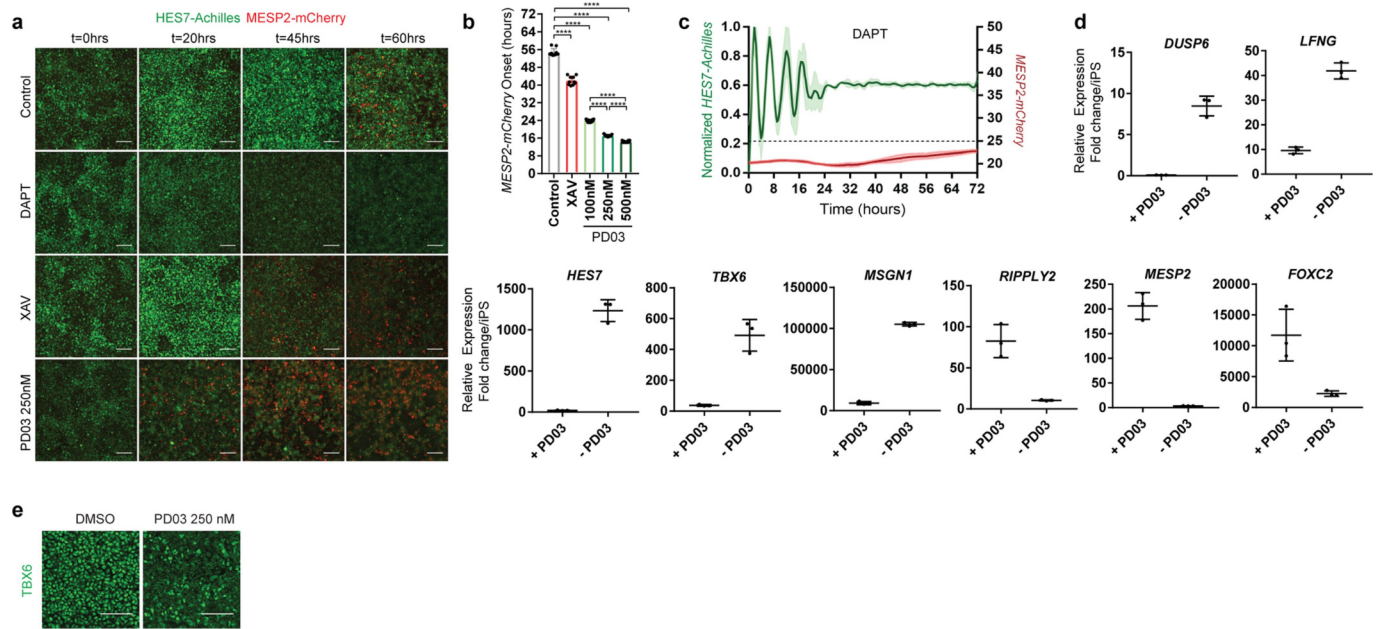 a
HES7-Achilles MESP2-mCherry
t=0hrs t=20hrs t=45hrs t=60hrs
Control
DAPT
XAV
PD03 250nM
b
MESP2-mCherry Onset (hours)
72
60
48
36
24
12
0
**** 
****
****
****
****
**** ****
Control
XAV
100nM
250nM
500nM
PD03
c
DAPT
Normalized HES7-Achilles
1.0
0.8
0.6
0.4
0.2
0
MESP2-mCherry
50
45
40
35
30
25
20
0 8 16 24 32 40 48 56 64 72
Time (hours)
d
DUSP6
Relative Expression
Fold change/iPS
15
10
5
0
+ PD03
- PD03
LFNG
50
40
30
20
10
0
+ PD03
- PD03
HES7
Relative Expression
Fold change/iPS
1500
1000
500
0
+ PD03
- PD03
TBX6
800
600
400
200
0
+ PD03
- PD03
MSGN1
150000
100000
50000
0
+ PD03
- PD03
RIPPLY2
150
100
50
0
+ PD03
- PD03
MESP2
250
200
150
100
50
0
+ PD03
- PD03
FOXC2
20000
15000
10000
5000
0
+ PD03
- PD03
e
DMSO PD03 250 nM
TBX6